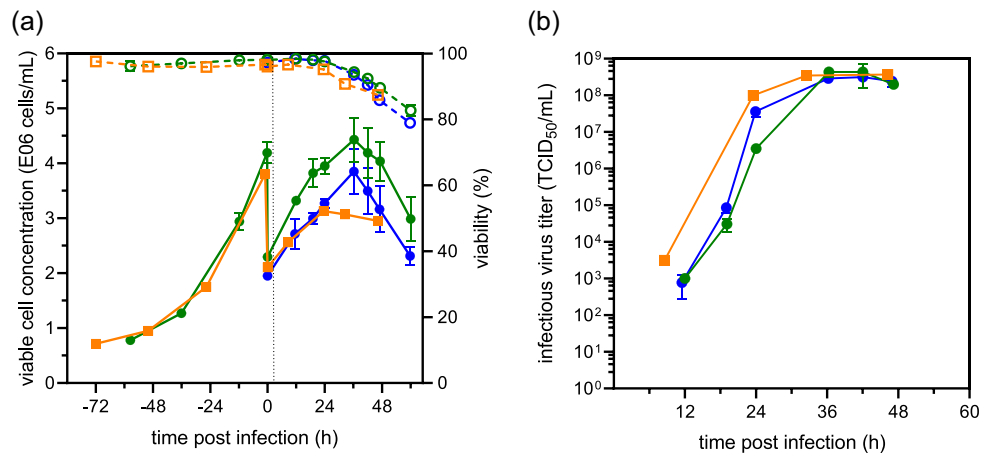 (a)
(b)
viable cell concentration (E06 cells/mL)
6
5
4
3
2
1
0
100
80
60
40
20
0
viability (%)
-72 -48 -24 0 24 48
time post infection (h)
infectious virus titer (TCID₅₀/mL)
10⁹
10⁸
10⁷
10⁶
10⁵
10⁴
10³
10²
10¹
10⁰
12 24 36 48 60
time post infection (h)